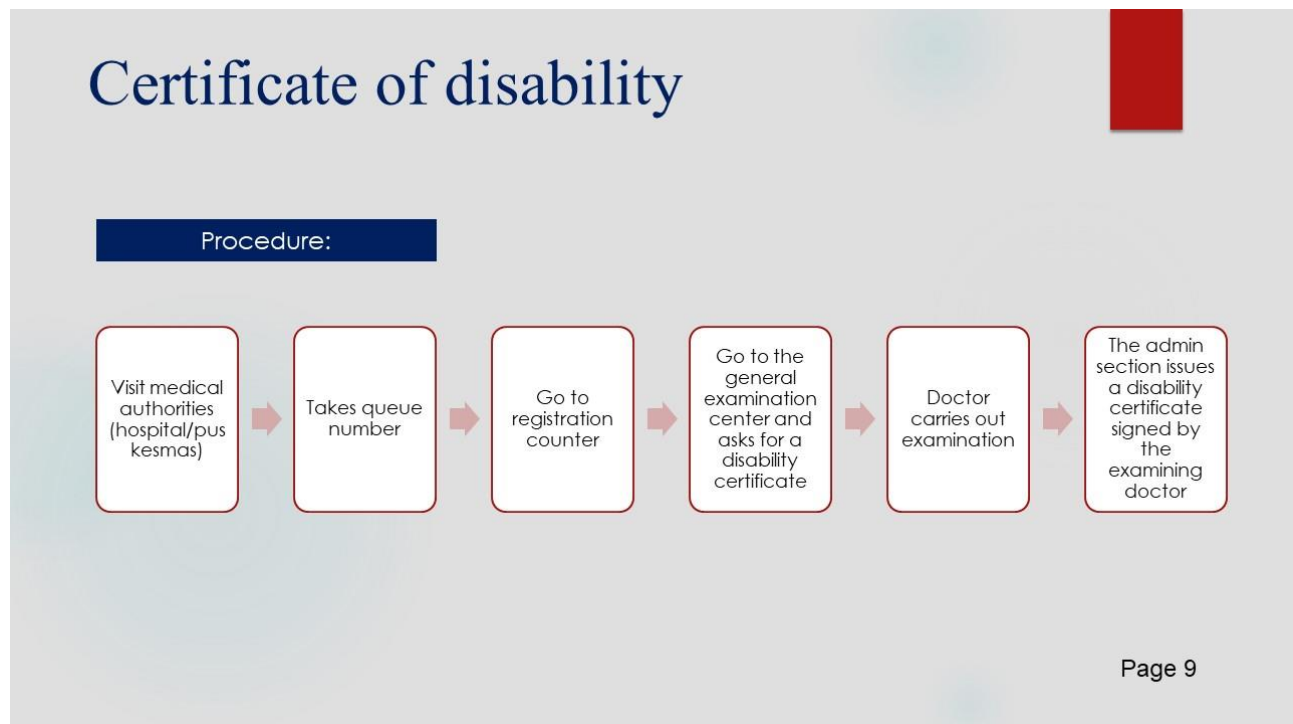 Certificate of disability
Procedure:
Visit medical
authorities
(hospital/pus
kesmas)
Takes queue
number
Go to
registration
counter
Go to the
general
examination
center and
asks for a
disability
certificate
Doctor
carries out
examination
The admin
section issues
a disability
certificate
signed by
the
examining
doctor
Page 9